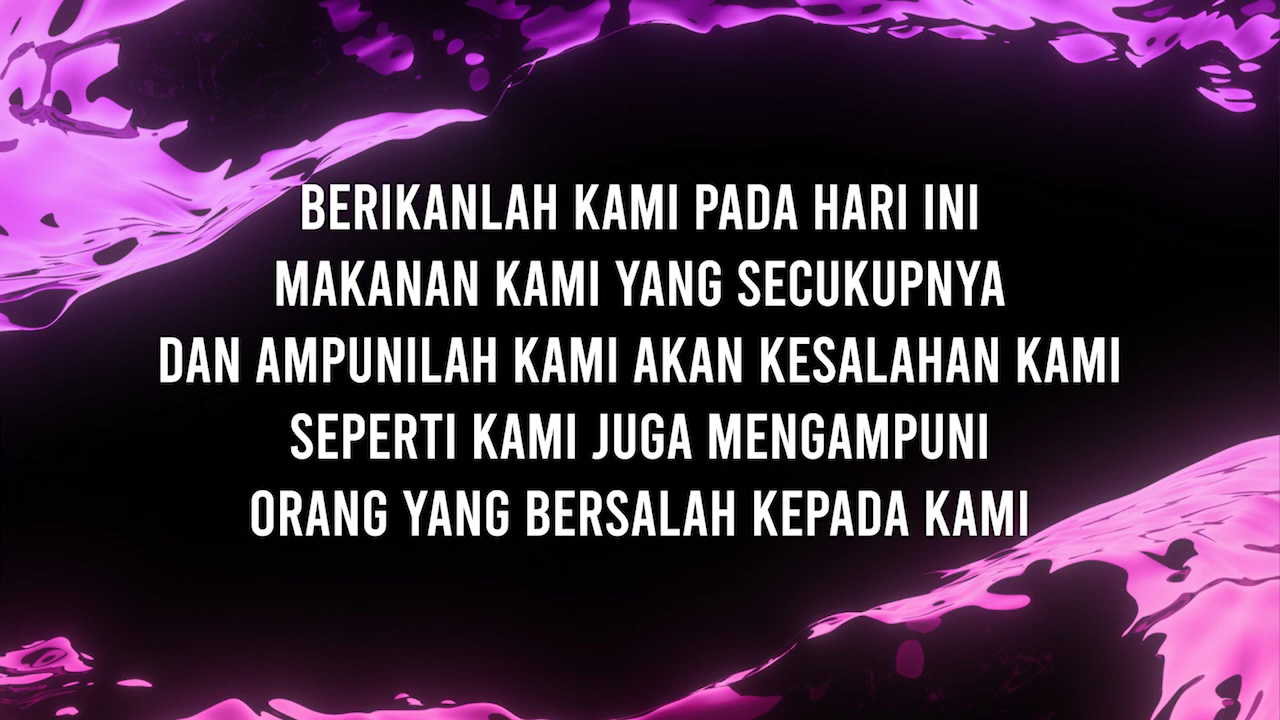 BERIKANLAH KAMI PADA HARI INI
MAKANAN KAMI YANG SECUKUPNYA
DAN AMPUNILAH KAMI AKAN KESALAHAN KAMI
SEPERTI KAMI JUGA MENGAMPUNI
ORANG YANG BERSALAH KEPADA KAMI